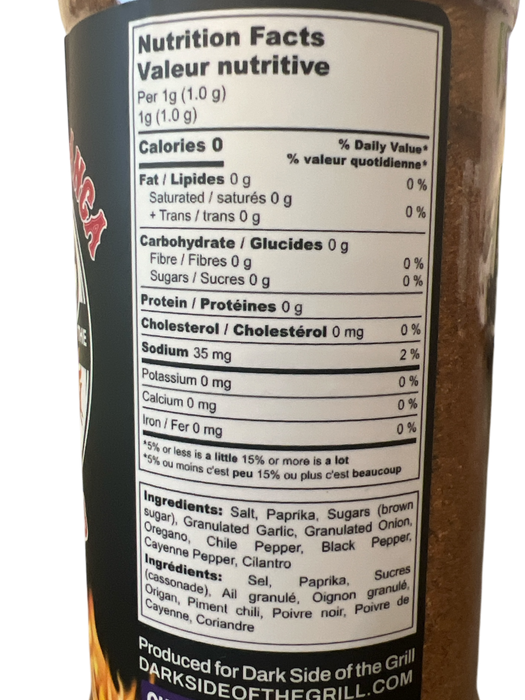 Nutrition Facts
Valeur nutritive
Per 1g (1.0 g)
1g (1.0 g)
Calories 0
% Daily Value*
% valeur quotidienne*
Fat / Lipides 0 g 0 %
Saturated / saturés 0 g
+ Trans / trans 0 g 0 %
Carbohydrate / Glucides 0 g
Fibre / Fibres 0 g 0 %
Sugars / Sucres 0 g 0 %
Protein / Protéines 0 g
Cholesterol / Cholestérol 0 mg 0 %
Sodium 35 mg 2 %
Potassium 0 mg 0 %
Calcium 0 mg 0 %
Iron / Fer 0 mg 0 %
*5% or less is a little 15% or more is a lot
*5% ou moins c'est peu 15% ou plus c'est beaucoup
Ingredients: Salt, Paprika, Sugars (brown
sugar), Granulated Garlic, Granulated Onion,
Oregano, Chile Pepper, Black Pepper,
Cayenne Pepper, Cilantro
Ingrédients: Sel, Paprika, Sucres
(cassonade), Ail granulé, Oignon granulé,
Origan, Piment chili, Poivre noir, Poivre de
Cayenne, Coriandre
Produced for Dark Side of the Grill
DARKSIDEOFTHEGRILL.COM